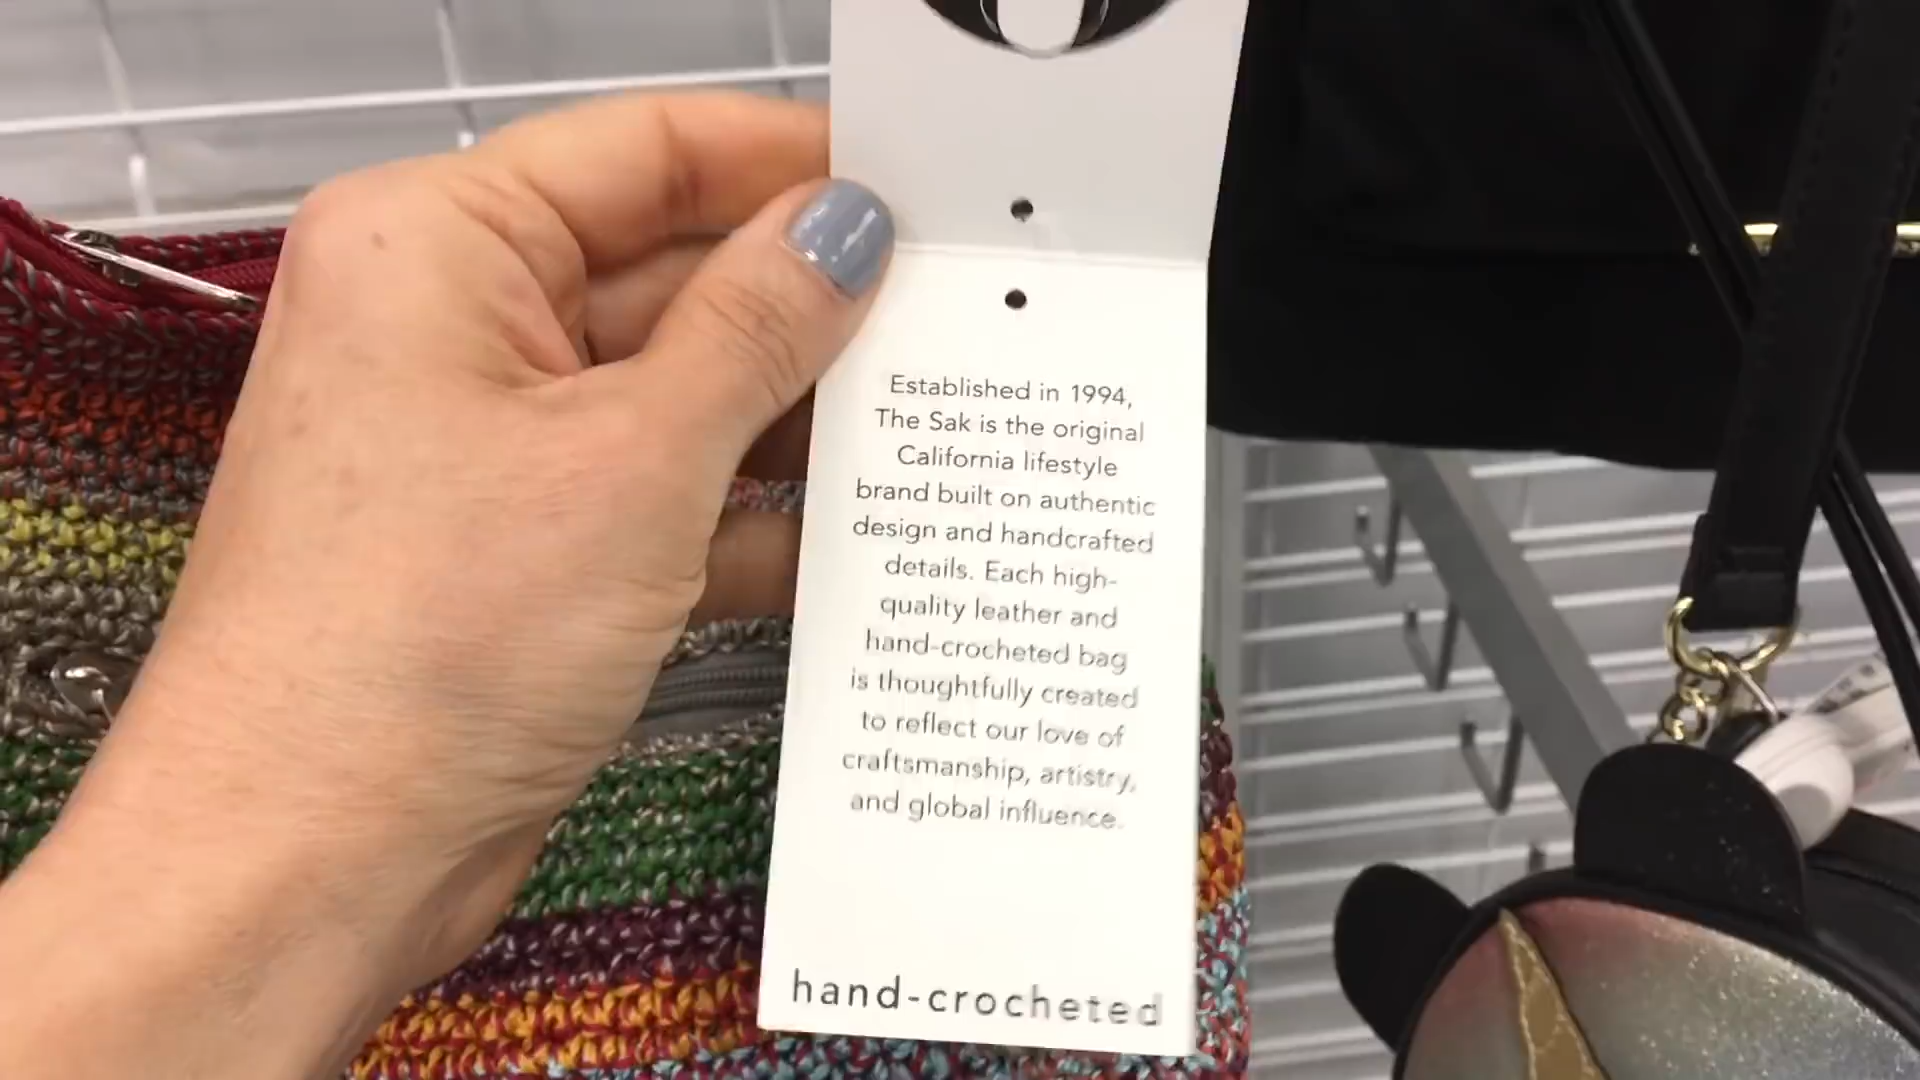 Established in 1994,
The Sak is the original
California lifestyle
brand built on authentic
design and handcrafted
details. Each high-
quality leather and
hand-crocheted bag
is thoughtfully created
to reflect our love of
craftsmanship, artistry,
and global influence.
hand-crocheted